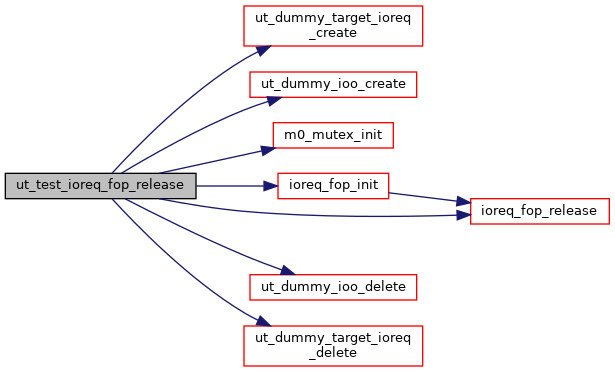 ut_dummy_target_ioreq
_create
ut_dummy_ioo_create
m0_mutex_init
ut_test_ioreq_fop_release
ioreq_fop_init
ioreq_fop_release
ut_dummy_ioo_delete
ut_dummy_target_ioreq
_delete